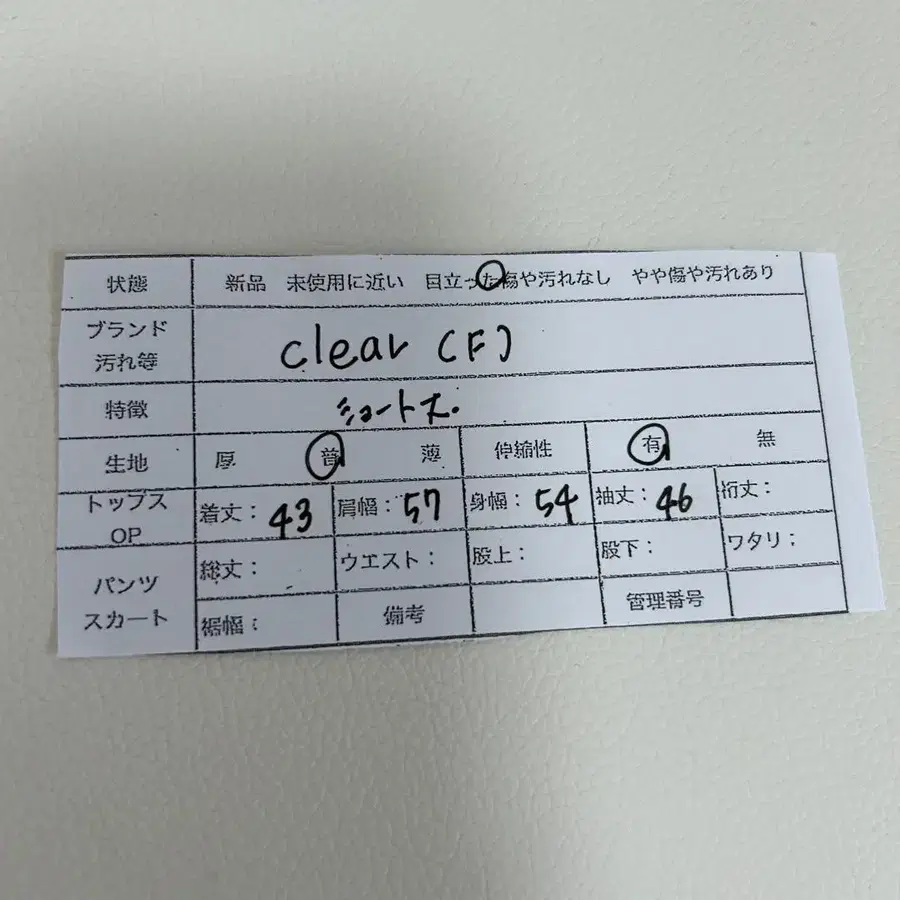 状態 新品 未使用に近い 目立った傷や汚れなし やや傷や汚れあり
ブランド
汚れ等
clear (F)
特徴 ショート丈.
生地 厚 普 薄 伸縮性 有 無
トップス
OP
着丈: 43 肩幅: 57 身幅: 54 袖丈: 46 裄丈:
パンツ
スカート
総丈: ウエスト: 股上: 股下: ワタリ:
裾幅: 備考 管理番号